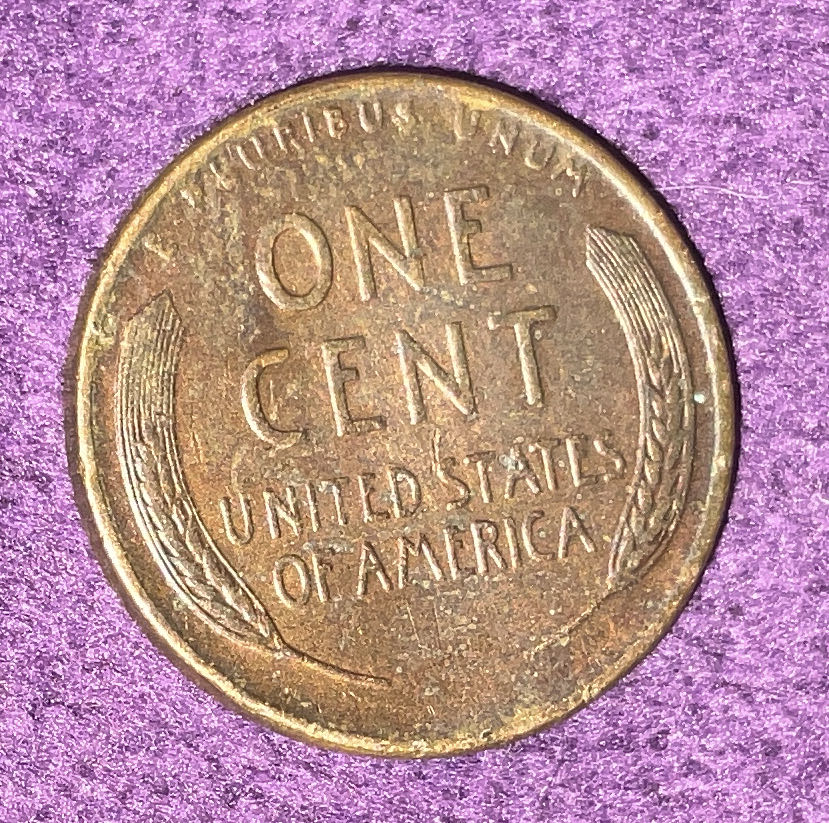 E PLURIBUS UNUM
ONE
CENT
UNITED STATES
OF AMERICA